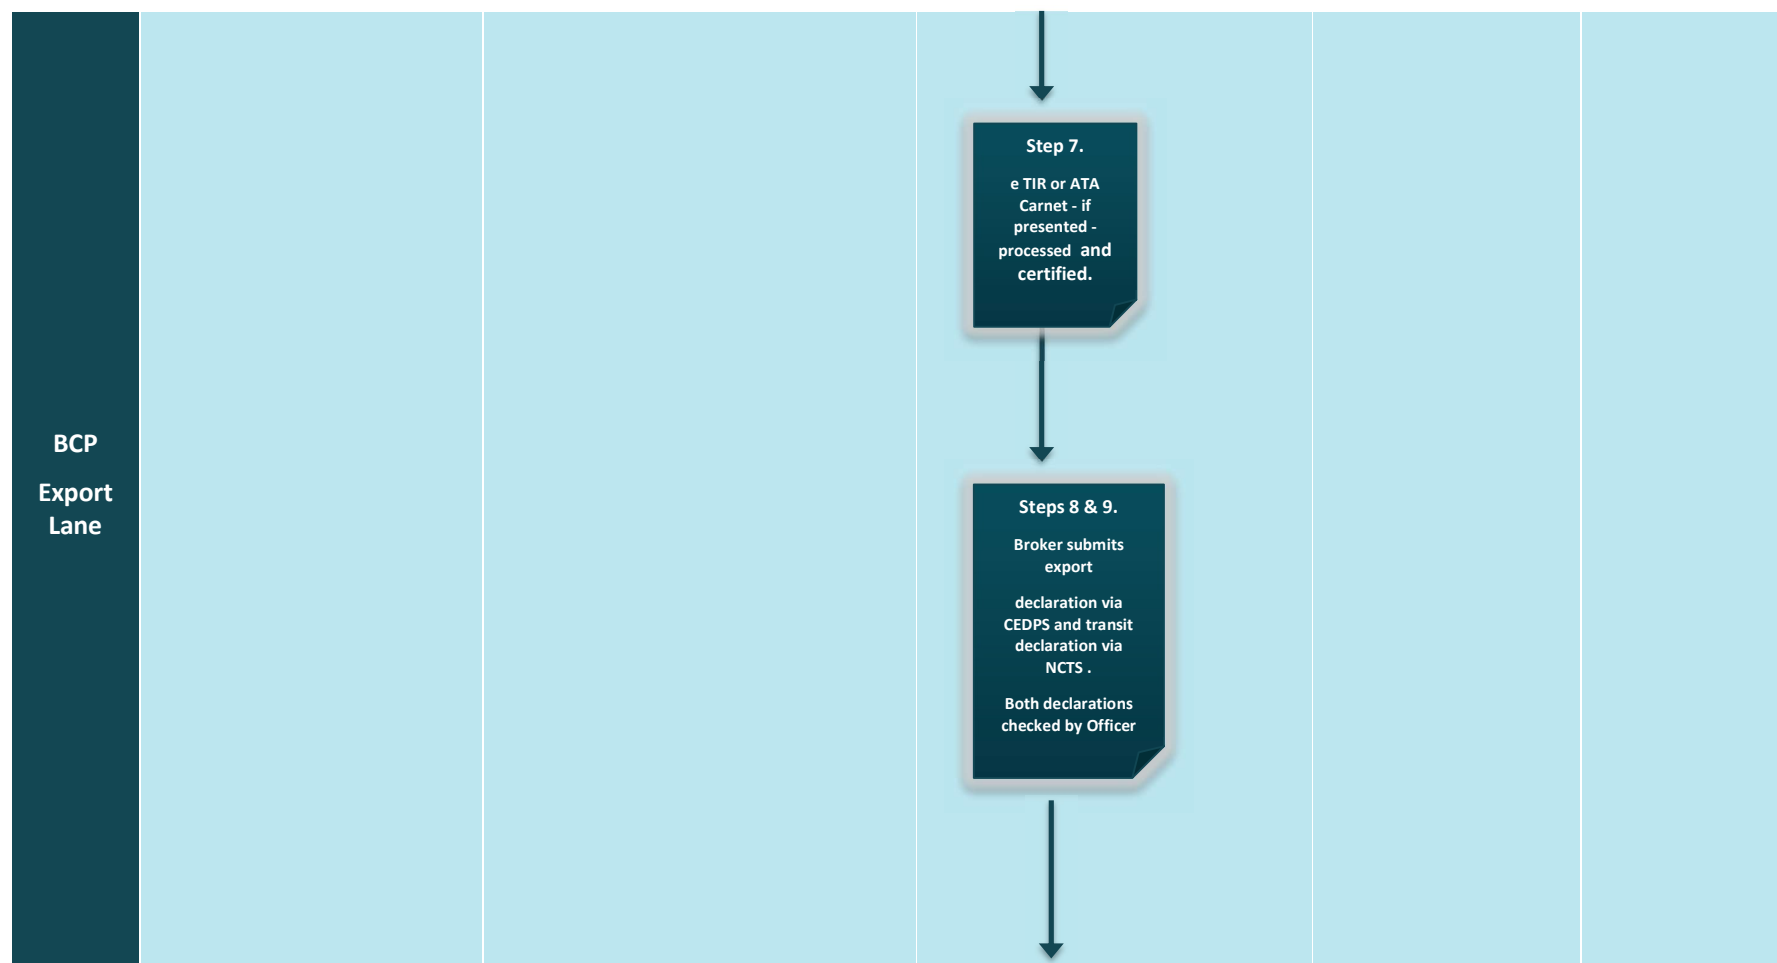 BCP
Export
Lane
Step 7.
e TIR or ATA
Carnet - if
presented -
processed and
certified.
Steps 8 & 9.
Broker submits
export
declaration via
CEDPS and transit
declaration via
NCTS .
Both declarations
checked by Officer